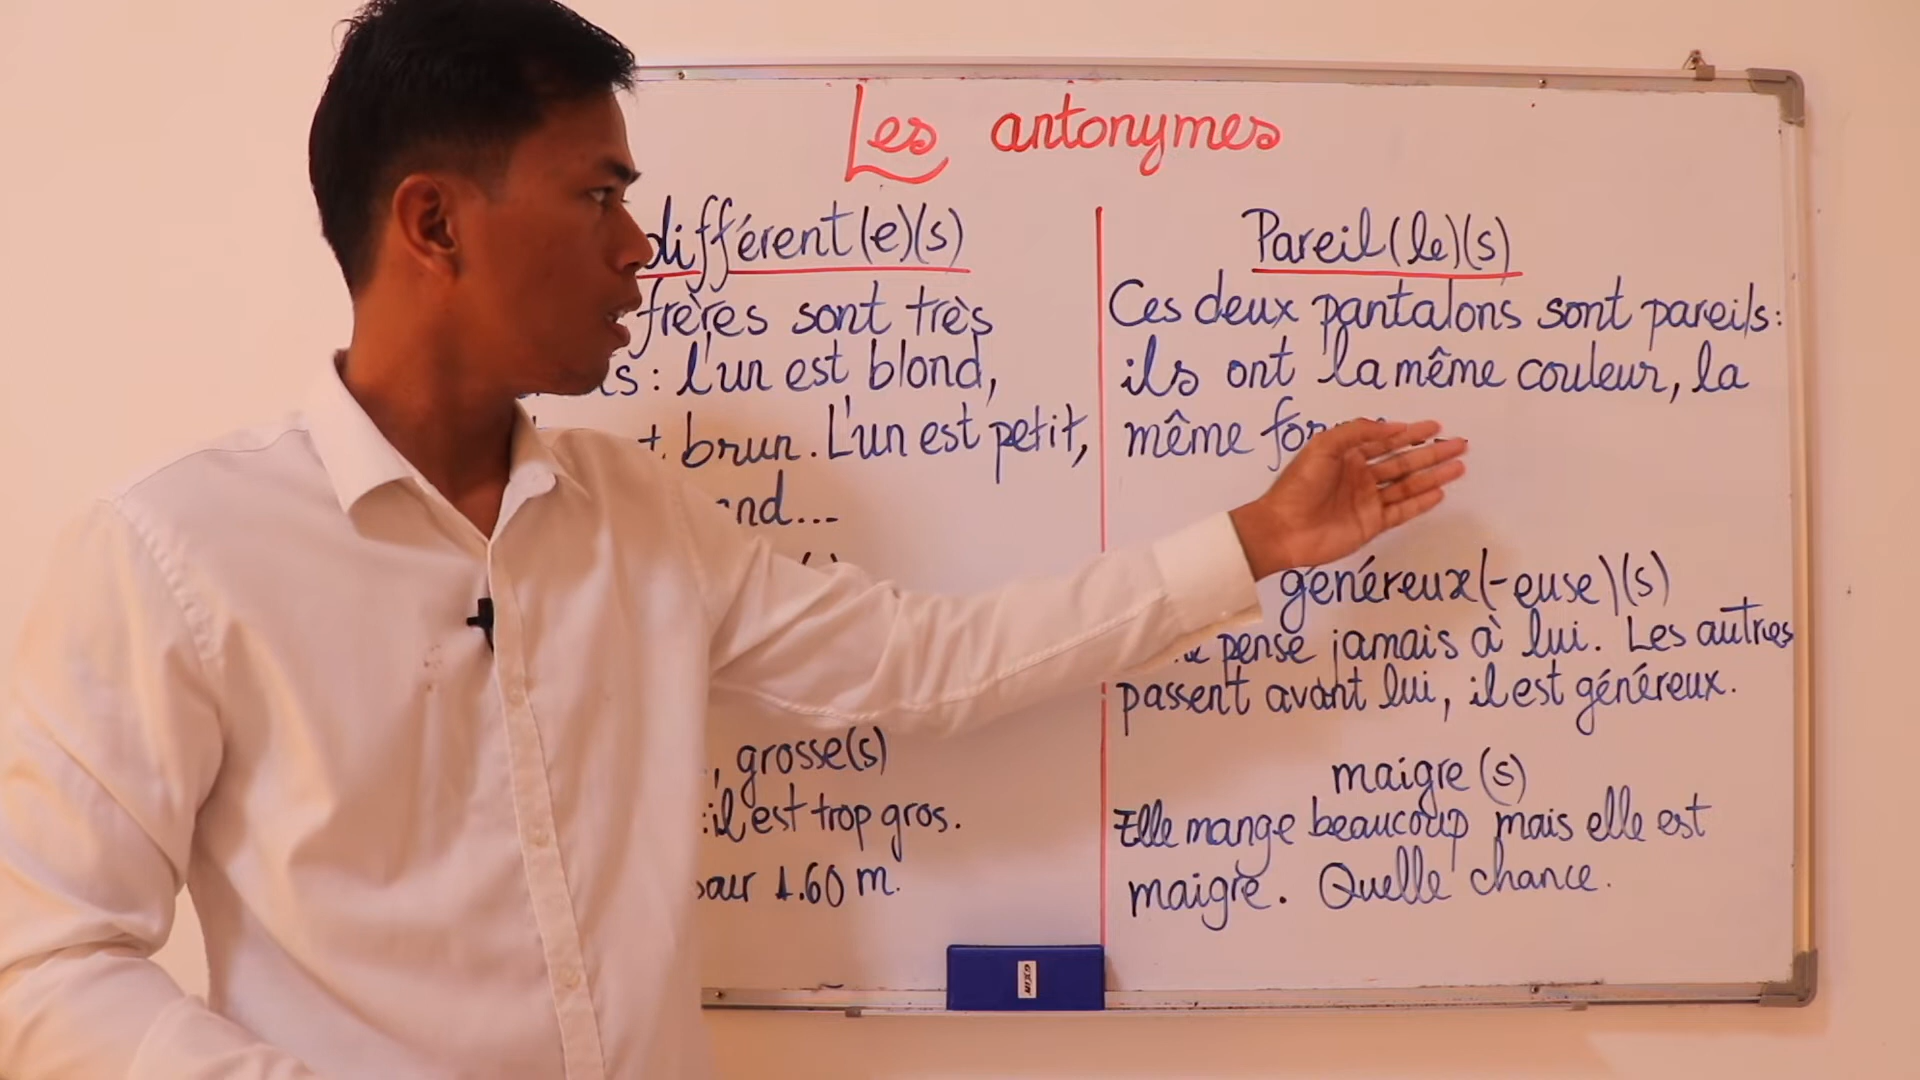 Les antonymes
différent(e)(s)
frères sont très
: l'un est blond,
brun. L'un est petit,
...
, grosse(s)
: il est trop gros.
1.60 m.
Pareil(le)(s)
Ces deux pantalons sont pareils:
ils ont la même couleur, la
même
généreux(-euse)(s)
pense jamais à lui. Les autres
passent avant lui, il est généreux.
maigre(s)
Elle mange beaucoup mais elle est
maigre. Quelle chance.